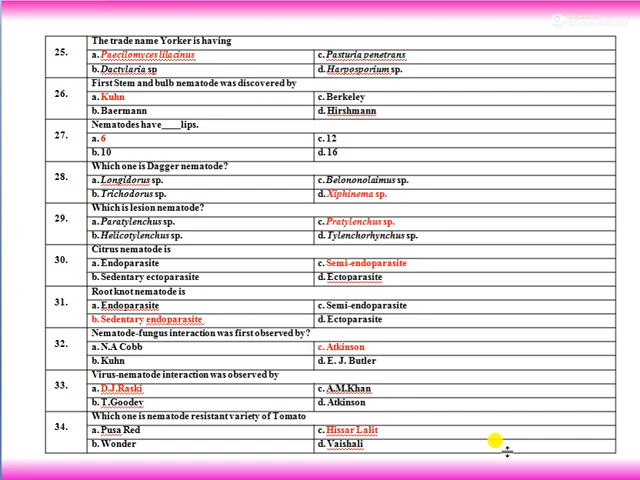 25. The trade name Yorker is having
a. Paecilomyces lilacinus c. Pasturia penetrans
b. Dactylaria sp d. Harposporium sp.
26. First Stem and bulb nematode was discovered by
a. Kuhn c. Berkeley
b. Baermann d. Hirshmann
27. Nematodes have____lips.
a. 6 c. 12
b. 10 d. 16
28. Which one is Dagger nematode?
a. Longidorus sp. c. Belononolaimus sp.
b. Trichodorus sp. d. Xiphinema sp.
29. Which is lesion nematode?
a. Paratylenchus sp. c. Pratylenchus sp.
b. Helicotylenchus sp. d. Tylenchorhynchus sp.
30. Citrus nematode is
a. Endoparasite c. Semi-endoparasite
b. Sedentary ectoparasite d. Ectoparasite
31. Root knot nematode is
a. Endoparasite c. Semi-endoparasite
b. Sedentary endoparasite d. Ectoparasite
32. Nematode-fungus interaction was first observed by?
a. N.A Cobb c. Atkinson
b. Kuhn d. E. J. Butler
33. Virus-nematode interaction was observed by
a. D.J.Raski c. A.M.Khan
b. T.Goodey d. Atkinson
34. Which one is nematode resistant variety of Tomato
a. Pusa Red c. Hissar Lalit
b. Wonder d. Vaishali